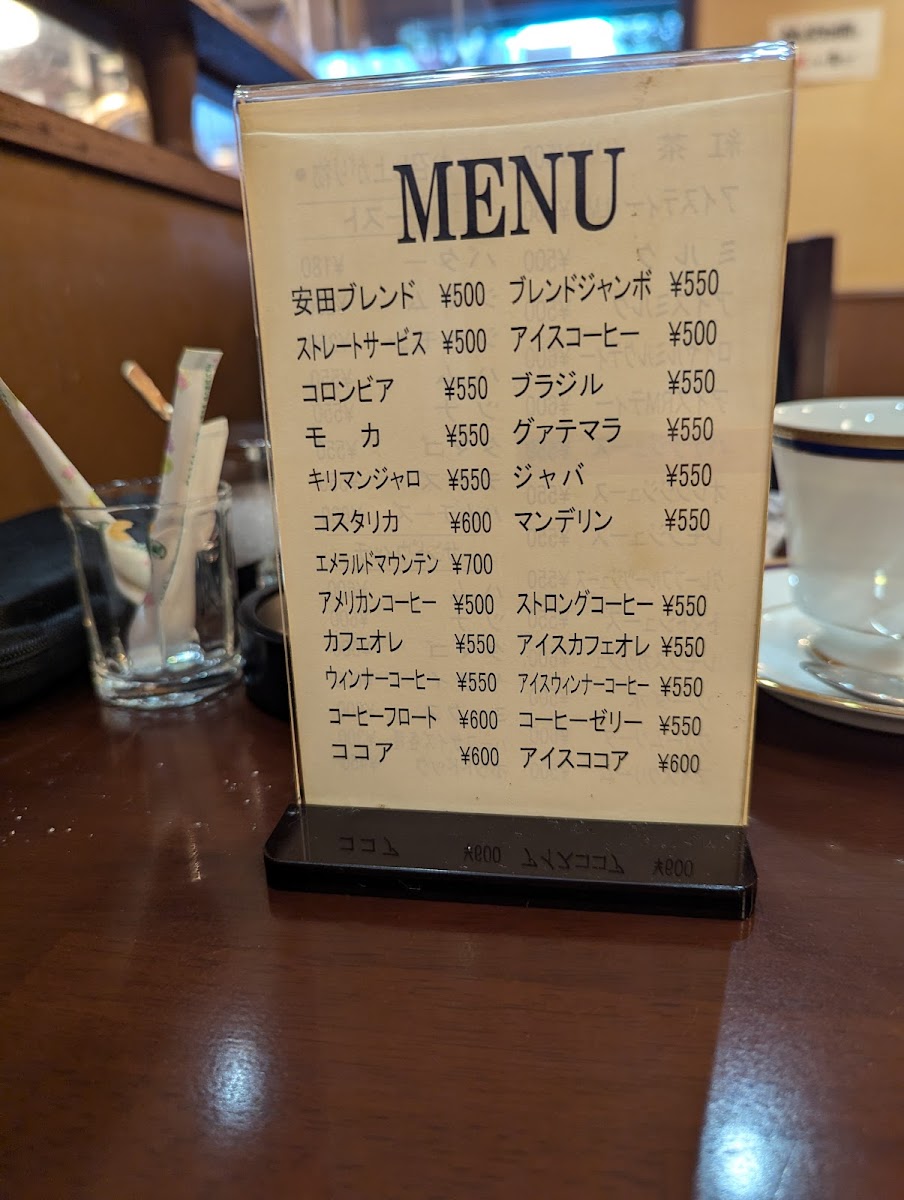 MENU
安田ブレンド ¥500 ブレンドジャンボ ¥550
ストレートサービス ¥500 アイスコーヒー ¥500
コロンビア ¥550 ブラジル ¥550
モカ ¥550 グァテマラ ¥550
キリマンジャロ ¥550 ジャバ ¥550
コスタリカ ¥600 マンデリン ¥550
エメラルドマウンテン ¥700
アメリカンコーヒー ¥500 ストロングコーヒー ¥550
カフェオレ ¥550 アイスカフェオレ ¥550
ウィンナーコーヒー ¥550 アイスウィンナーコーヒー ¥550
コーヒーフロート ¥600 コーヒーゼリー ¥550
ココア ¥600 アイスココア ¥600